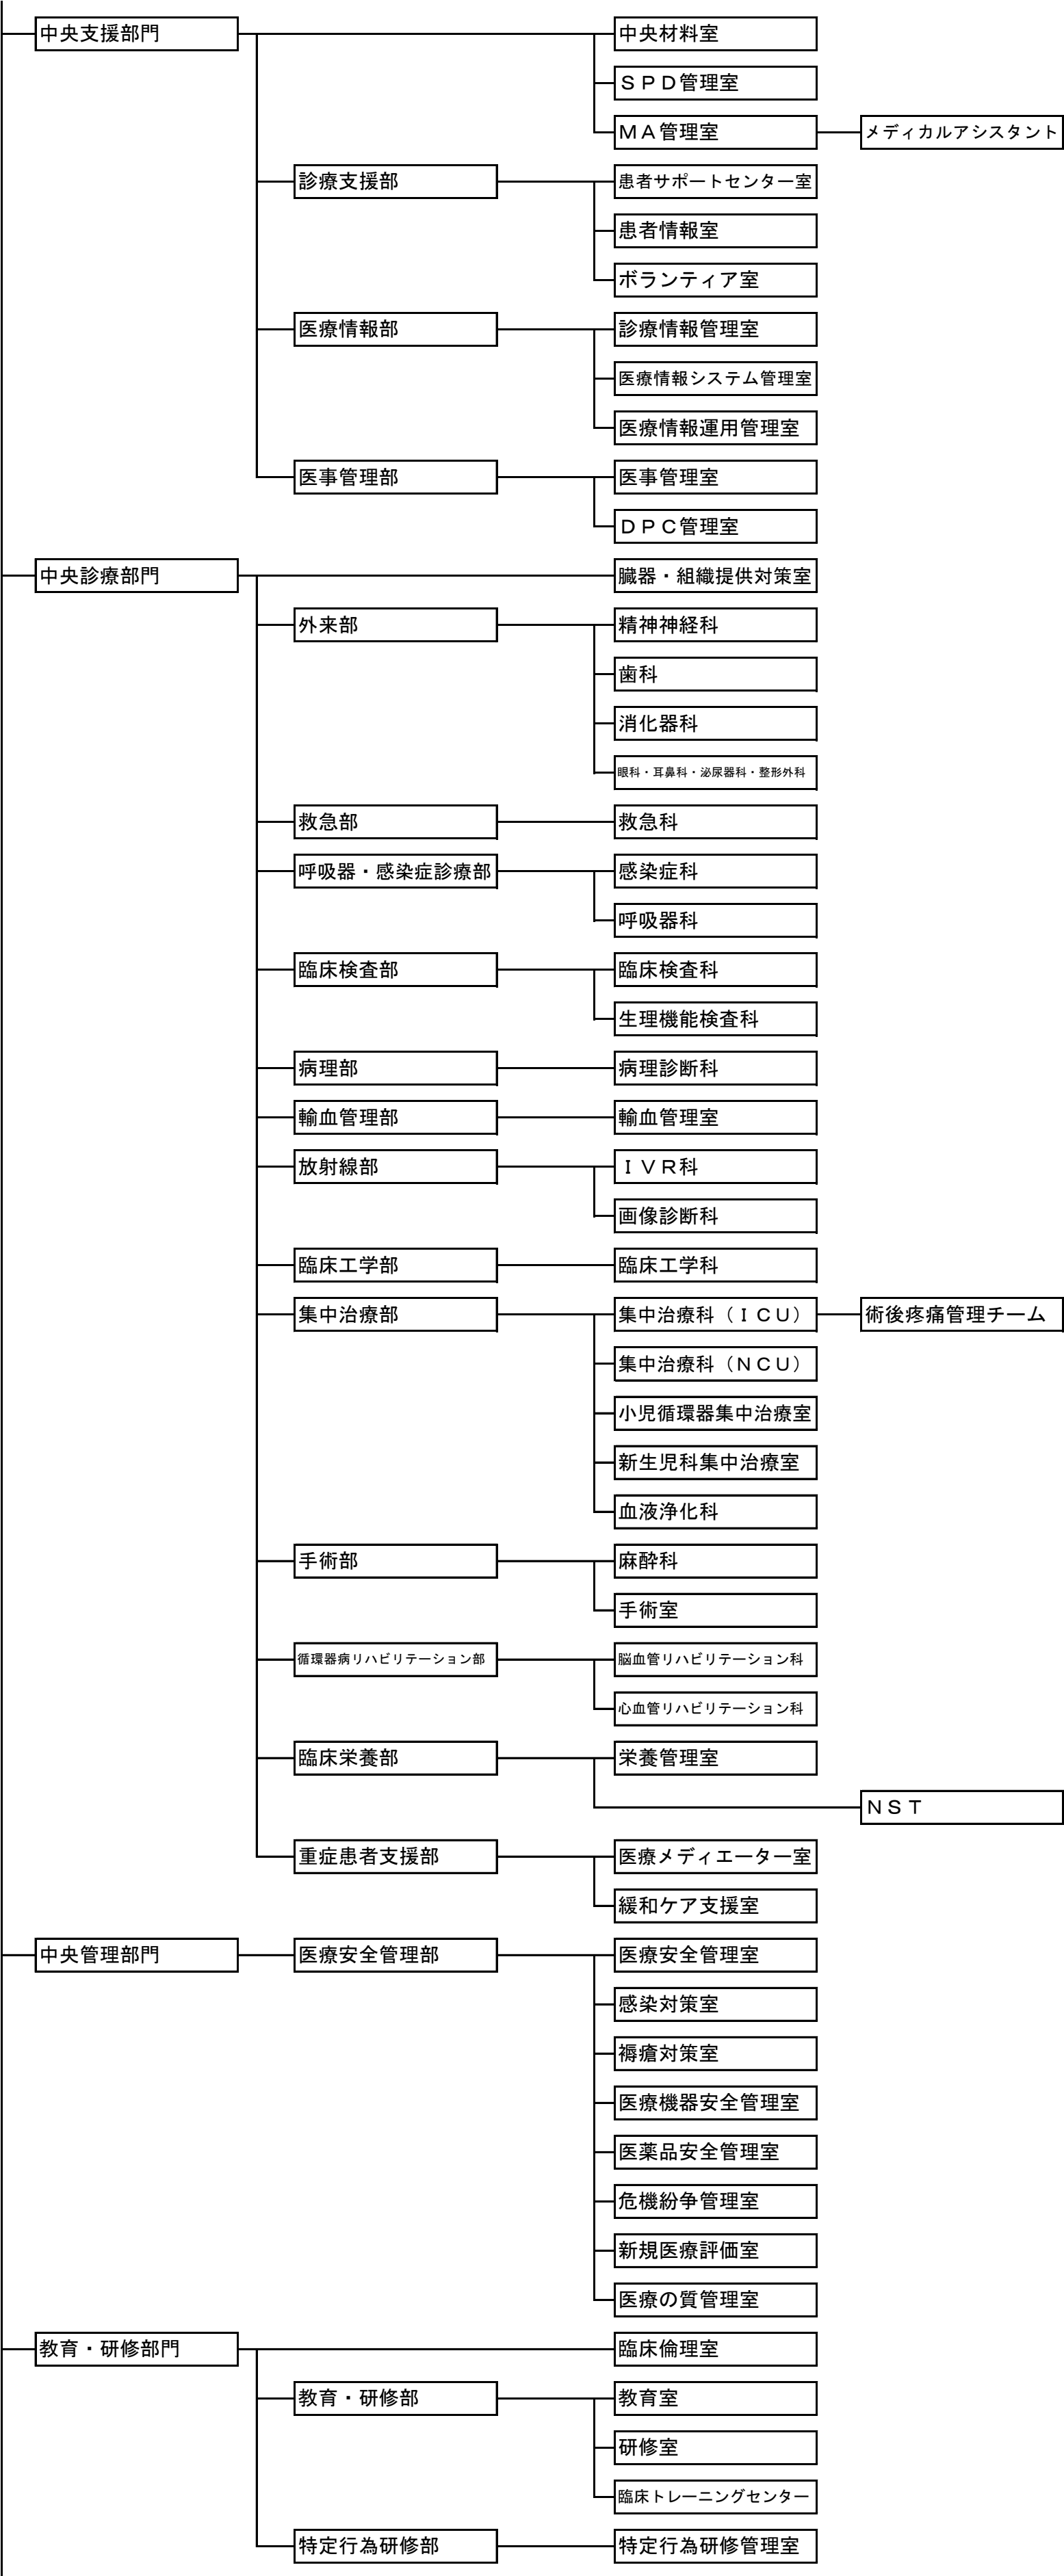 中央支援部門
中央材料室
ＳＰＤ管理室
ＭＡ管理室
メディカルアシスタント
診療支援部
患者サポートセンター室
患者情報室
ボランティア室
医療情報部
診療情報管理室
医療情報システム管理室
医療情報運用管理室
医事管理部
医事管理室
ＤＰＣ管理室
中央診療部門
臓器・組織提供対策室
外来部
精神神経科
歯科
消化器科
眼科・耳鼻科・泌尿器科・整形外科
救急部
救急科
呼吸器・感染症診療部
感染症科
呼吸器科
臨床検査部
臨床検査科
生理機能検査科
病理部
病理診断科
輸血管理部
輸血管理室
放射線部
ＩＶＲ科
画像診断科
臨床工学部
臨床工学科
集中治療部
集中治療科（ＩＣＵ）
術後疼痛管理チーム
集中治療科（ＮＣＵ）
小児循環器集中治療室
新生児科集中治療室
血液浄化科
手術部
麻酔科
手術室
循環器病リハビリテーション部
脳血管リハビリテーション科
心血管リハビリテーション科
臨床栄養部
栄養管理室
ＮＳＴ
重症患者支援部
医療メディエーター室
緩和ケア支援室
中央管理部門
医療安全管理部
医療安全管理室
感染対策室
褥瘡対策室
医療機器安全管理室
医薬品安全管理室
危機紛争管理室
新規医療評価室
医療の質管理室
教育・研修部門
臨床倫理室
教育・研修部
教育室
研修室
臨床トレーニングセンター
特定行為研修部
特定行為研修管理室